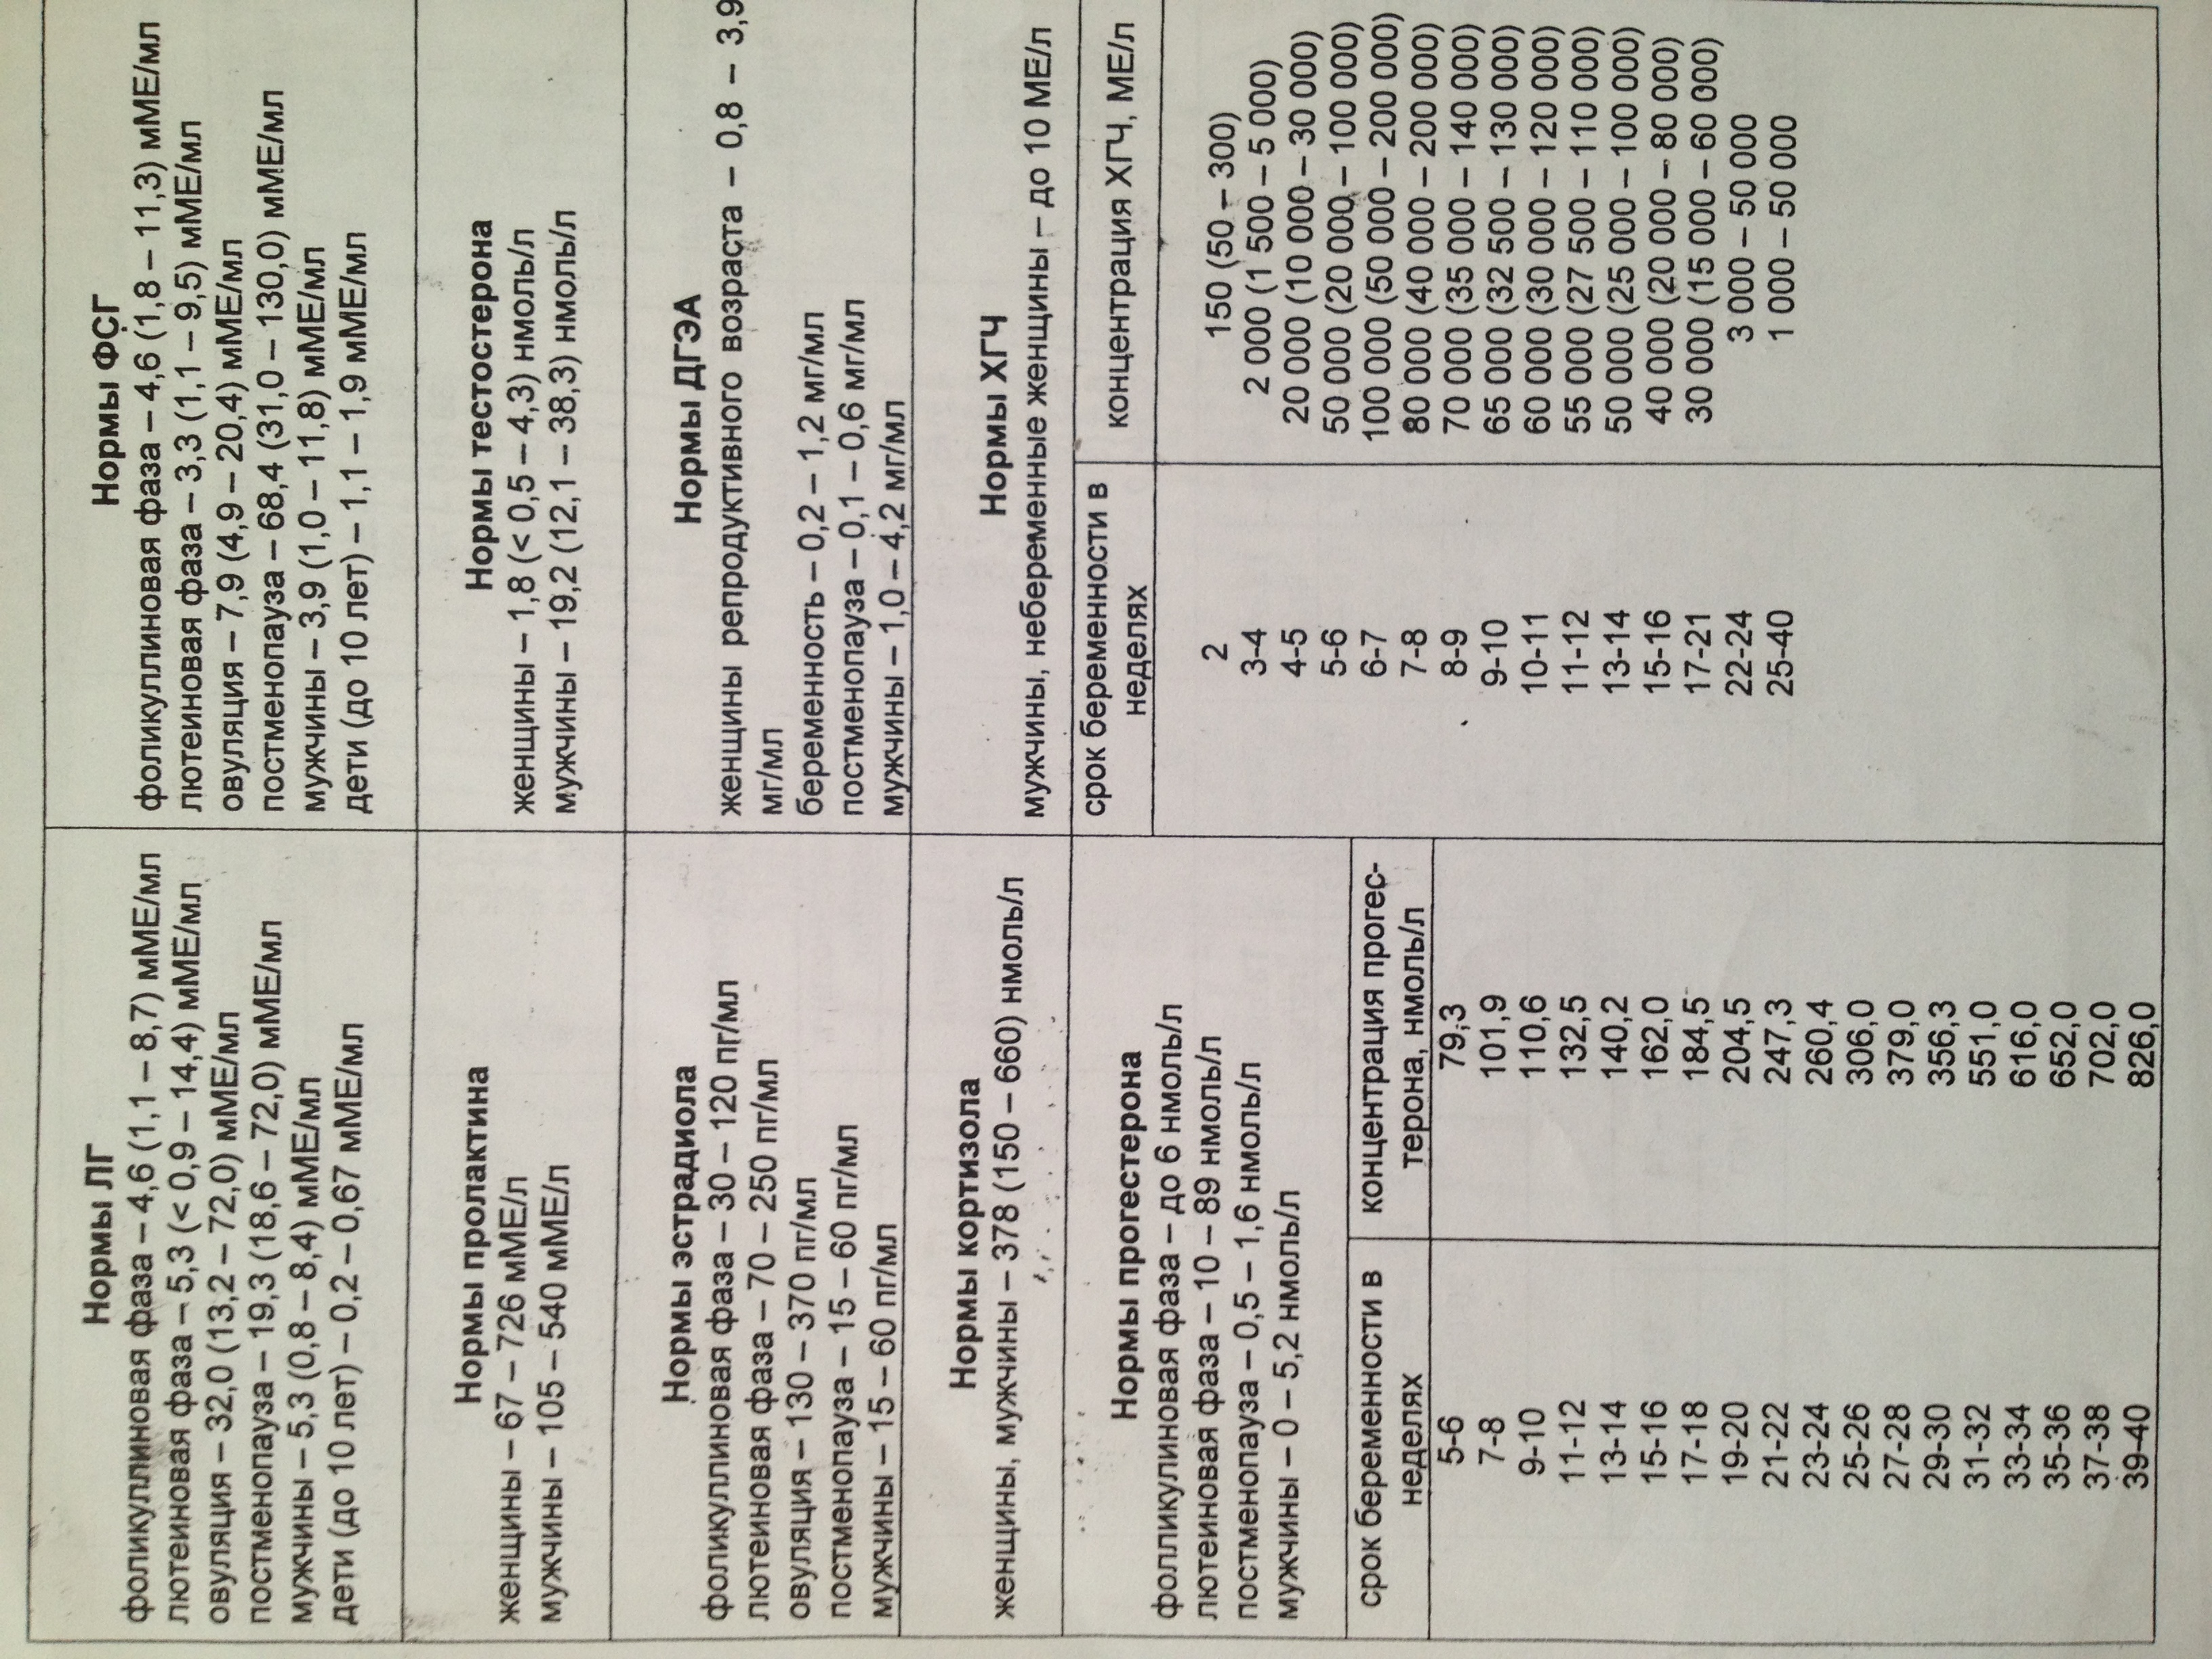 Нормы ЛГ
фоликуллиновая фаза – 4,6 (1,1 – 8,7) мМЕ/мл
лютеиновая фаза – 5,3 (< 0,9 – 14,4) мМЕ/мл
овуляция – 32,0 (13,2 – 72,0) мМЕ/мл
постменопауза – 19,3 (18,6 – 72,0) мМЕ/мл
мужчины – 5,3 (0,8 – 8,4) мМЕ/мл
дети (до 10 лет) – 0,2 – 0,67 мМЕ/мл
Нормы ФСГ
фоликуллиновая фаза – 4,6 (1,8 – 11,3) мМЕ/мл
лютеиновая фаза – 3,3 (1,1 – 9,5) мМЕ/мл
овуляция – 7,9 (4,9 – 20,4) мМЕ/мл
постменопауза – 68,4 (31,0 – 130,0) мМЕ/мл
мужчины – 3,9 (1,0 – 11,8) мМЕ/мл
дети (до 10 лет) – 1,1 – 1,9 мМЕ/мл
Нормы пролактина
женщины – 67 – 726 мМЕ/л
мужчины – 105 – 540 мМЕ/л
Нормы тестостерона
женщины – 1,8 (< 0,5 – 4,3) нмоль/л
мужчины – 19,2 (12,1 – 38,3) нмоль/л
Нормы эстрадиола
фоликуллиновая фаза – 30 – 120 пг/мл
лютеиновая фаза – 70 – 250 пг/мл
овуляция – 130 – 370 пг/мл
постменопауза – 15 – 60 пг/мл
мужчины – 15 – 60 пг/мл
Нормы ДГЭА
женщины репродуктивного возраста – 0,8 – 3,9
мг/мл
беременность – 0,2 – 1,2 мг/мл
постменопауза – 0,1 – 0,6 мг/мл
мужчины – 1,0 – 4,2 мг/мл
Нормы кортизола
женщины, мужчины – 378 (150 – 660) нмоль/л
Нормы прогестерона
фолликулиновая фаза – до 6 нмоль/л
лютеиновая фаза – 10 – 89 нмоль/л
постменопауза – 0,5 – 1,6 нмоль/л
мужчины – 0 – 5,2 нмоль/л
срок беременности в
неделях
концентрация прогес-
терона, нмоль/л
5-6 79,3
7-8 101,9
9-10 110,6
11-12 132,5
13-14 140,2
15-16 162,0
17-18 184,5
19-20 204,5
21-22 247,3
23-24 260,4
25-26 306,0
27-28 379,0
29-30 356,3
31-32 551,0
33-34 616,0
35-36 652,0
37-38 702,0
39-40 826,0
Нормы ХГЧ
мужчины, небеременные женщины – до 10 МЕ/л
срок беременности в
неделях
концентрация ХГЧ, МЕ/л
2 150 (50 – 300)
3-4 2 000 (1 500 – 5 000)
4-5 20 000 (10 000 – 30 000)
5-6 50 000 (20 000 – 100 000)
6-7 100 000 (50 000 – 200 000)
7-8 80 000 (40 000 – 200 000)
8-9 70 000 (35 000 – 140 000)
9-10 65 000 (32 500 – 130 000)
10-11 60 000 (30 000 – 120 000)
11-12 55 000 (27 500 – 110 000)
13-14 50 000 (25 000 – 100 000)
15-16 40 000 (20 000 – 80 000)
17-21 30 000 (15 000 – 60 000)
22-24 3 000 – 50 000
25-40 1 000 – 50 000